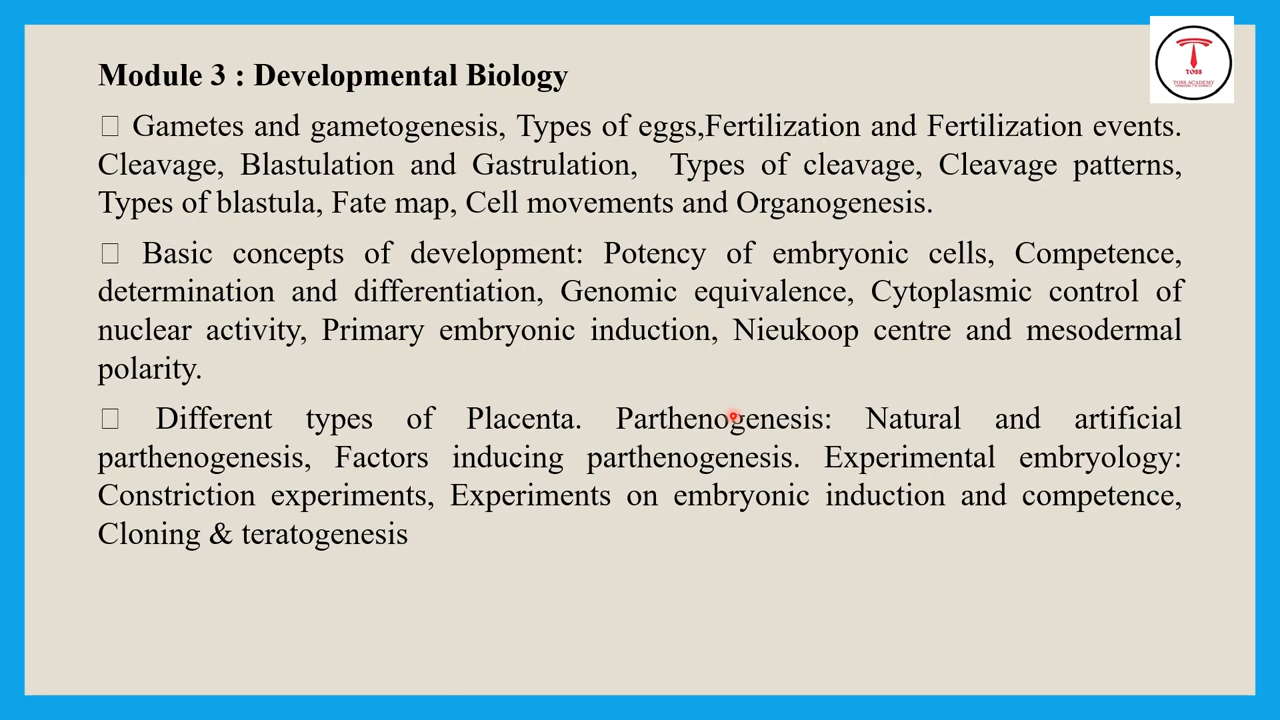 Module 3 : Developmental Biology
TOSS
TOSS ACADEMY
□ Gametes and gametogenesis, Types of eggs,Fertilization and Fertilization events.
Cleavage, Blastulation and Gastrulation, Types of cleavage, Cleavage patterns,
Types of blastula, Fate map, Cell movements and Organogenesis.
□ Basic concepts of development: Potency of embryonic cells, Competence,
determination and differentiation, Genomic equivalence, Cytoplasmic control of
nuclear activity, Primary embryonic induction, Nieukoop centre and mesodermal
polarity.
□ Different types of Placenta. Parthenogenesis: Natural and artificial
parthenogenesis, Factors inducing parthenogenesis. Experimental embryology:
Constriction experiments, Experiments on embryonic induction and competence,
Cloning & teratogenesis